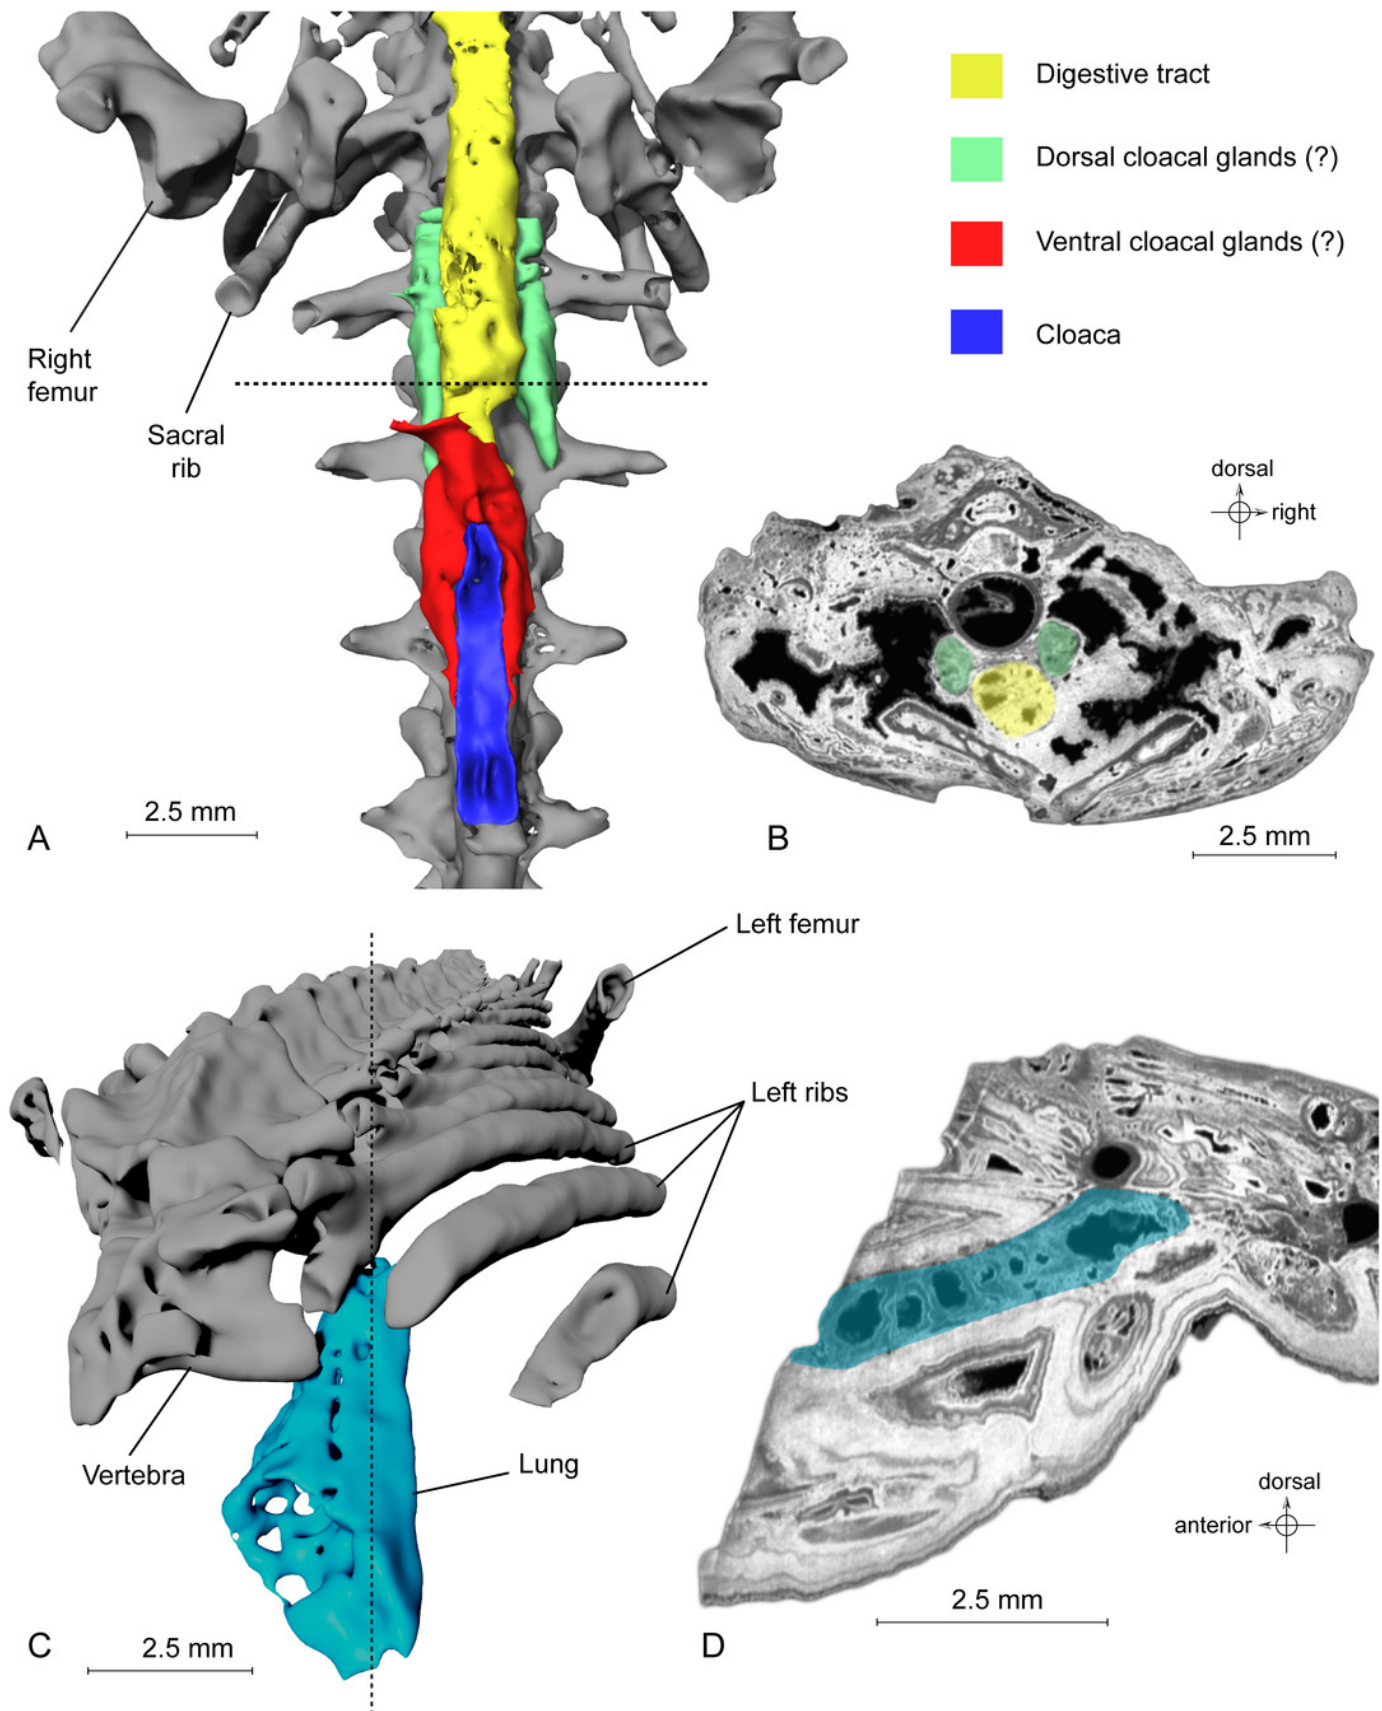 Digestive tract
Dorsal cloacal glands (?)
Ventral cloacal glands (?)
Cloaca
Right
femur
Sacral
rib
2.5 mm
A
dorsal
right
B
2.5 mm
Left femur
Left ribs
Vertebra
Lung
2.5 mm
C
dorsal
anterior
2.5 mm
D